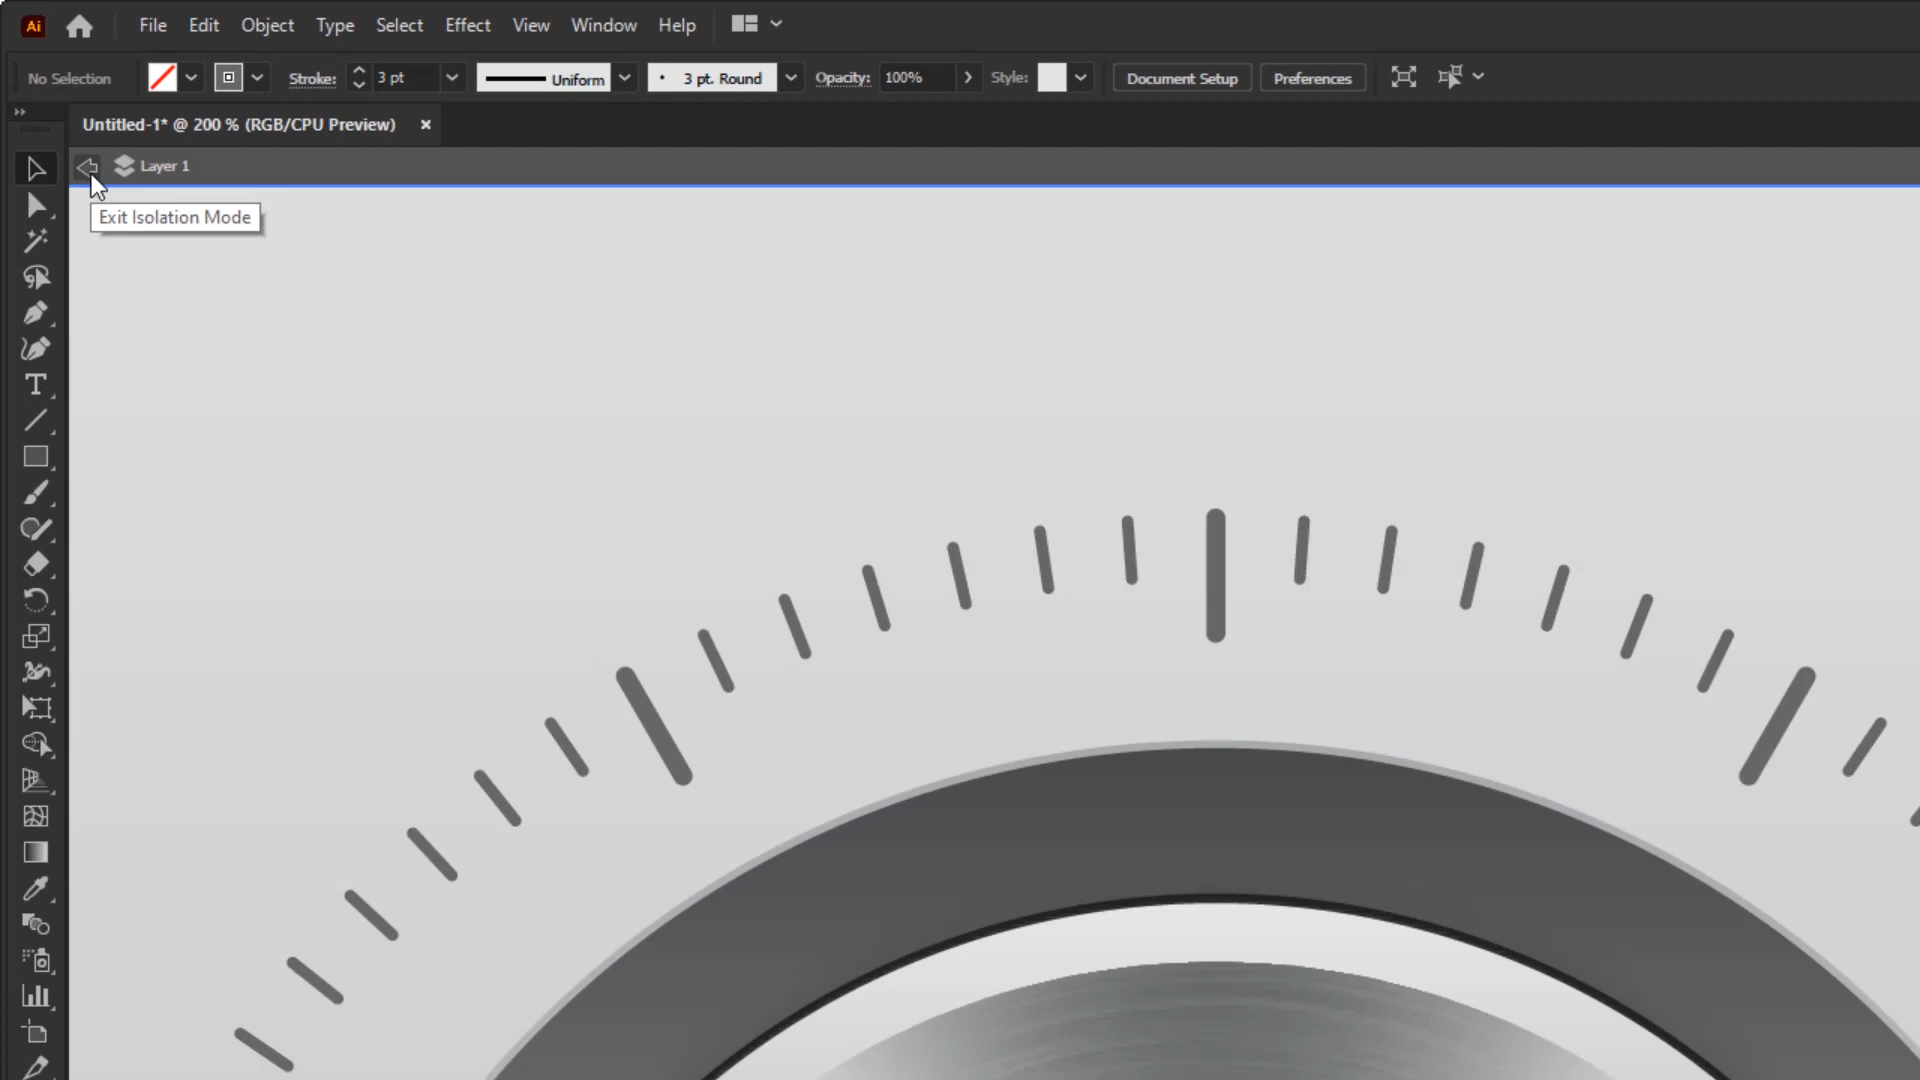 Ai File Edit Object Type Select Effect View Window Help
No Selection Stroke: 3 pt Uniform 3 pt. Round Opacity: 100% Style: Document Setup Preferences
Untitled-1* @ 200 % (RGB/CPU Preview) ×
Layer 1
Exit Isolation Mode